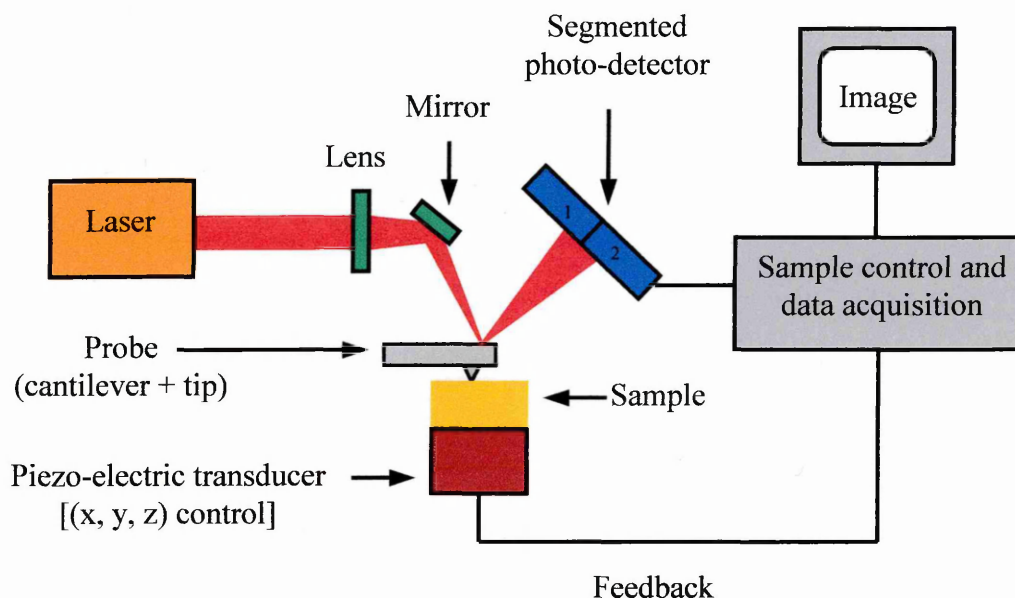 Segmented
photo-detector
Image
Mirror
Lens
Laser
1
2
Sample control and
data acquisition
Probe
(cantilever + tip)
Sample
Piezo-electric transducer
[(x, y, z) control]
Feedback